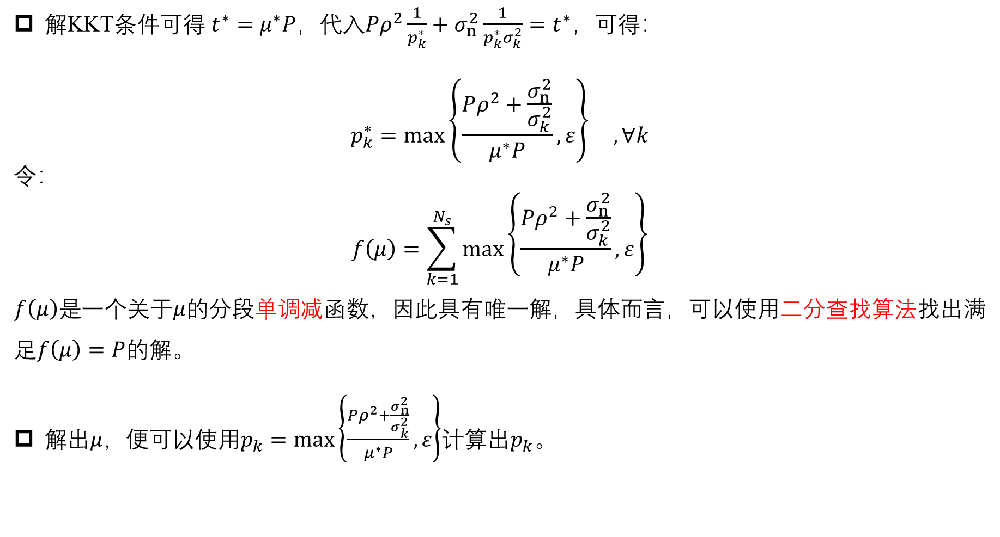 解KKT条件可得 $t^* = \mu^* P$, 代入$P\rho^2 \frac{1}{p_k^*} + \sigma_{\mathrm{n}}^2 \frac{1}{p_k^* \sigma_k^2} = t^*$, 可得:
$p_k^* = \max\left\{\frac{P\rho^2 + \frac{\sigma_{\mathrm{n}}^2}{\sigma_k^2}}{\mu^* P}, \varepsilon\right\} \quad , \forall k$
令:
$f(\mu) = \sum_{k=1}^{N_s} \max\left\{\frac{P\rho^2 + \frac{\sigma_{\mathrm{n}}^2}{\sigma_k^2}}{\mu^* P}, \varepsilon\right\}$
$f(\mu)$是一个关于$\mu$的分段单调减函数, 因此具有唯一解, 具体而言, 可以使用二分查找算法找出满
足$f(\mu) = P$的解。
解出$\mu$, 便可以使用$p_k = \max\left\{\frac{P\rho^2 + \frac{\sigma_{\mathrm{n}}^2}{\sigma_k^2}}{\mu^* P}, \varepsilon\right\}$计算出$p_k$。